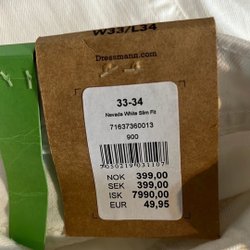 W33/L34
Dressmann.com
33-34
Nevada White Slim Fit
71637360013
900
7050219031107
NOK 399,00
SEK 399,00
ISK 7990,00
EUR 49,95